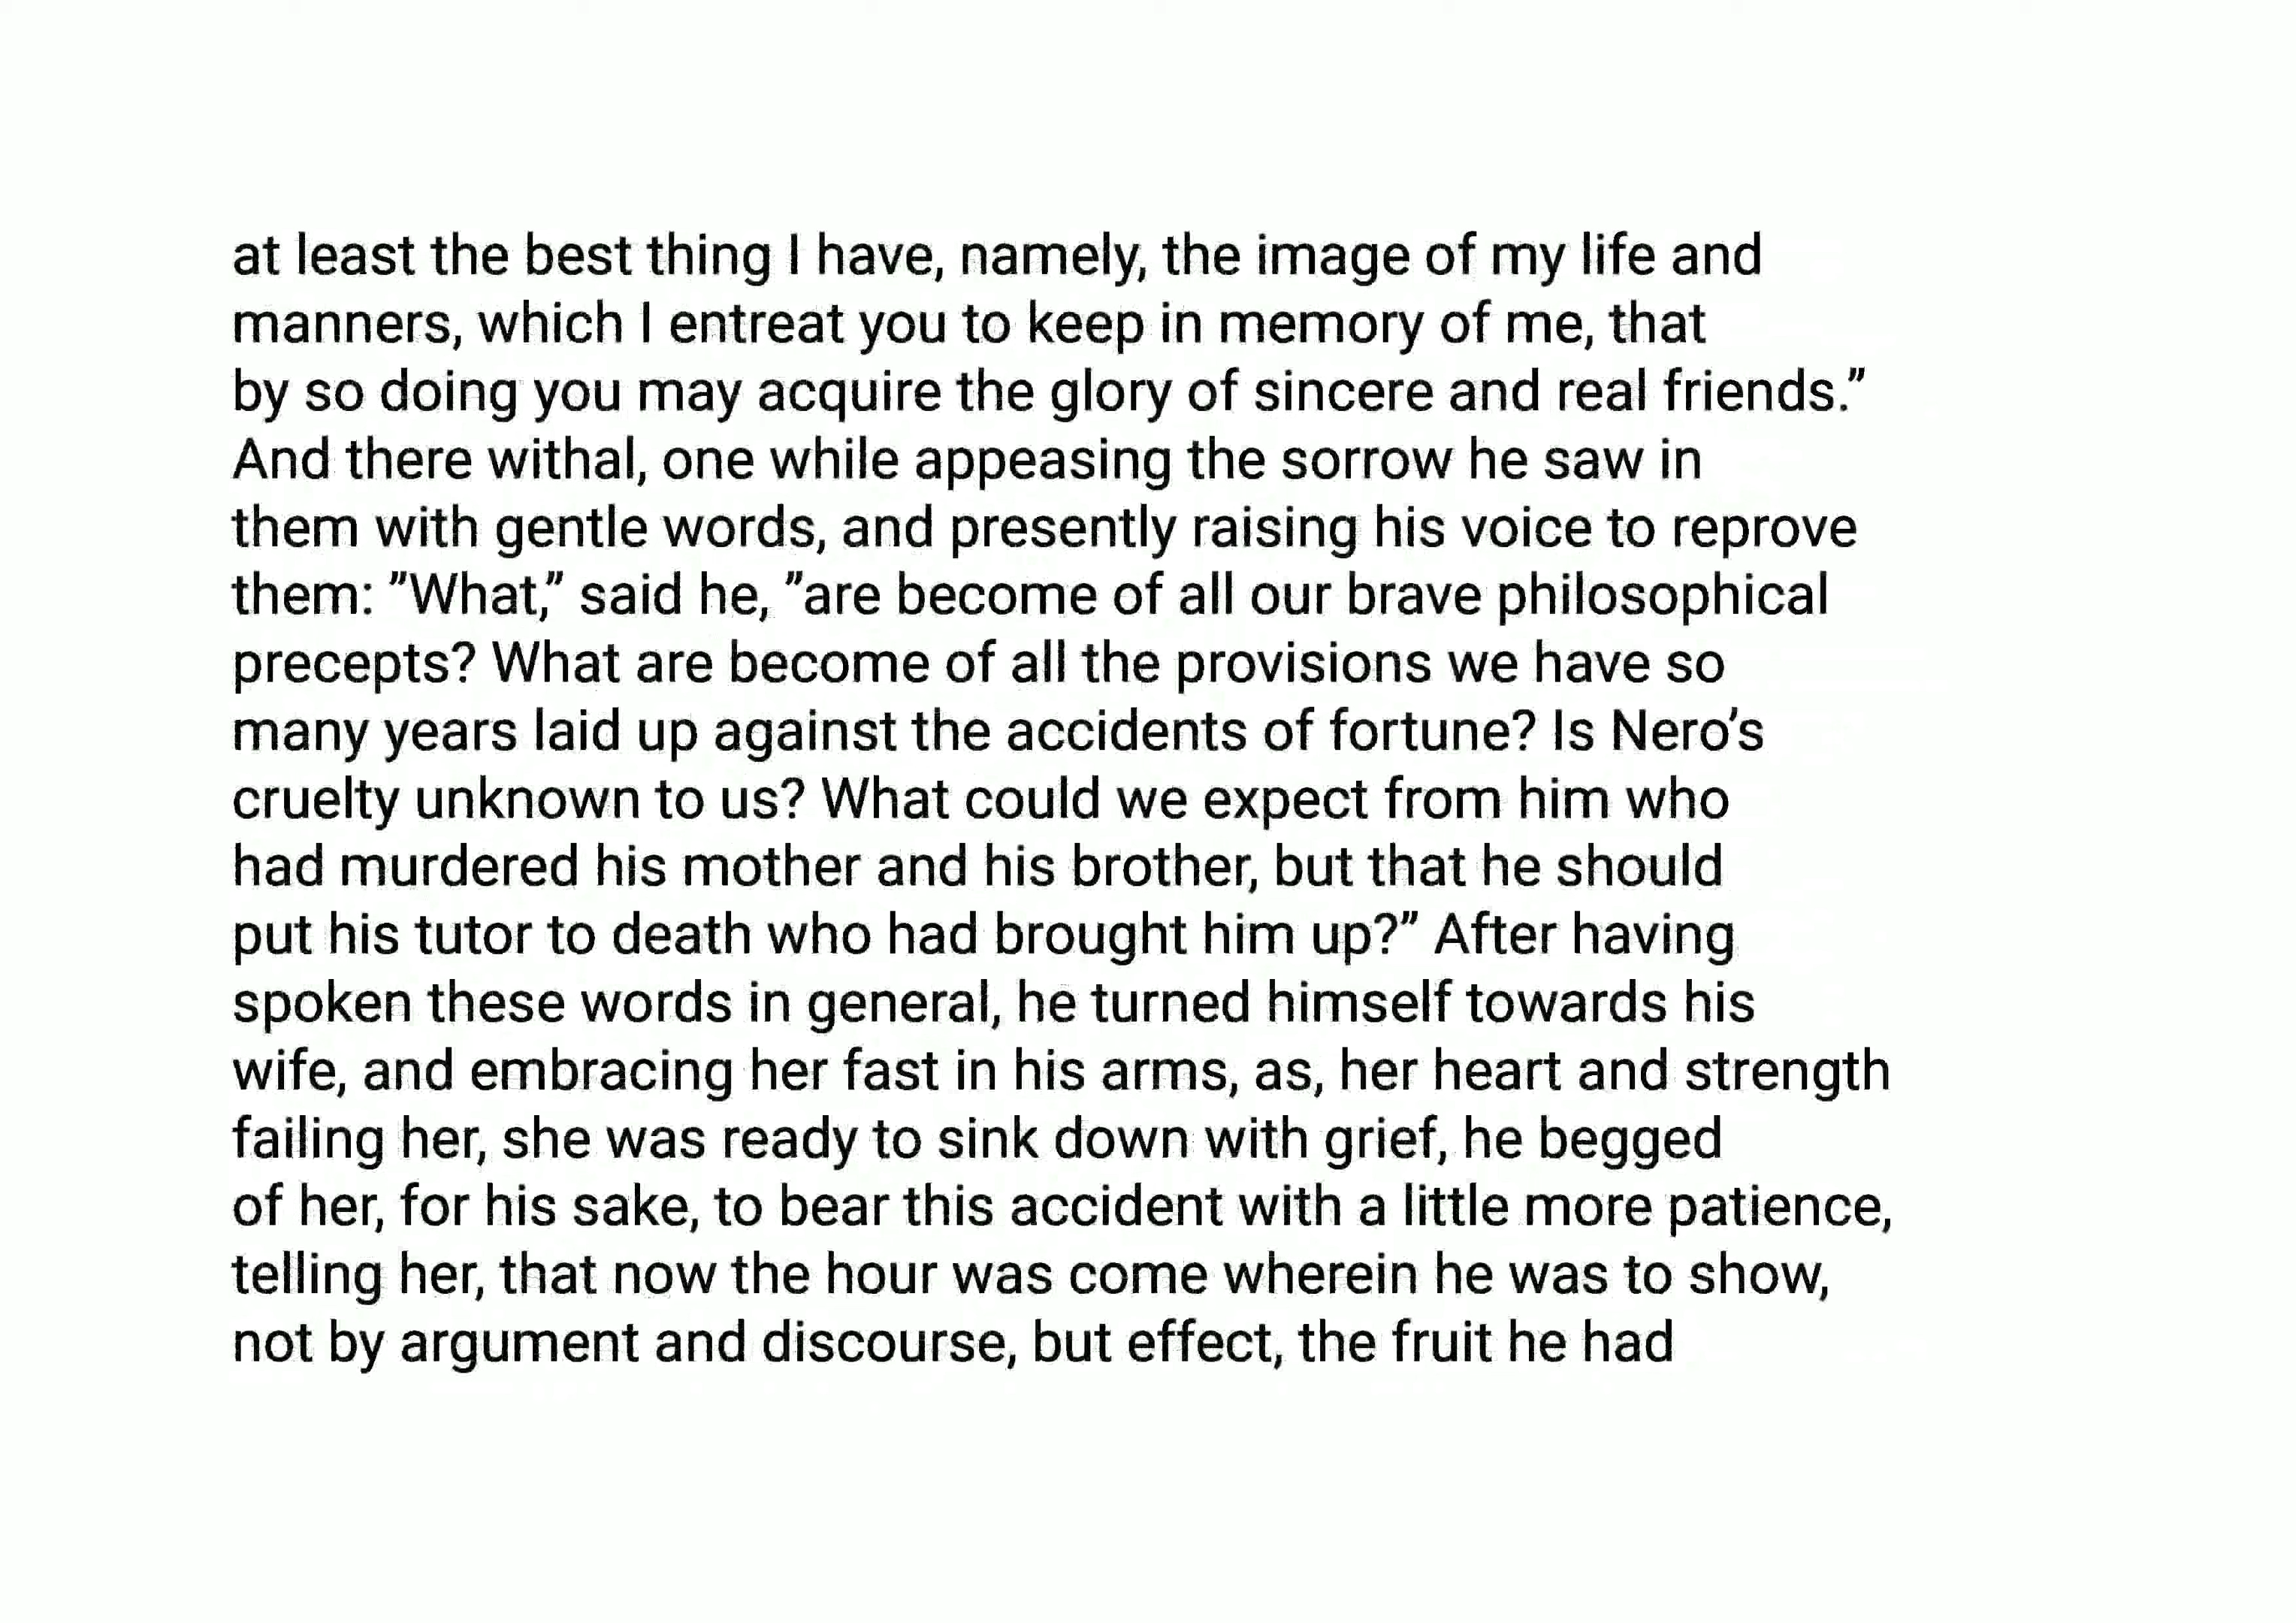 at least the best thing I have, namely, the image of my life and
manners, which I entreat you to keep in memory of me, that
by so doing you may acquire the glory of sincere and real friends.”
And there withal, one while appeasing the sorrow he saw in
them with gentle words, and presently raising his voice to reprove
them: ”What,” said he, ”are become of all our brave philosophical
precepts? What are become of all the provisions we have so
many years laid up against the accidents of fortune? Is Nero’s
cruelty unknown to us? What could we expect from him who
had murdered his mother and his brother, but that he should
put his tutor to death who had brought him up?” After having
spoken these words in general, he turned himself towards his
wife, and embracing her fast in his arms, as, her heart and strength
failing her, she was ready to sink down with grief, he begged
of her, for his sake, to bear this accident with a little more patience,
telling her, that now the hour was come wherein he was to show,
not by argument and discourse, but effect, the fruit he had